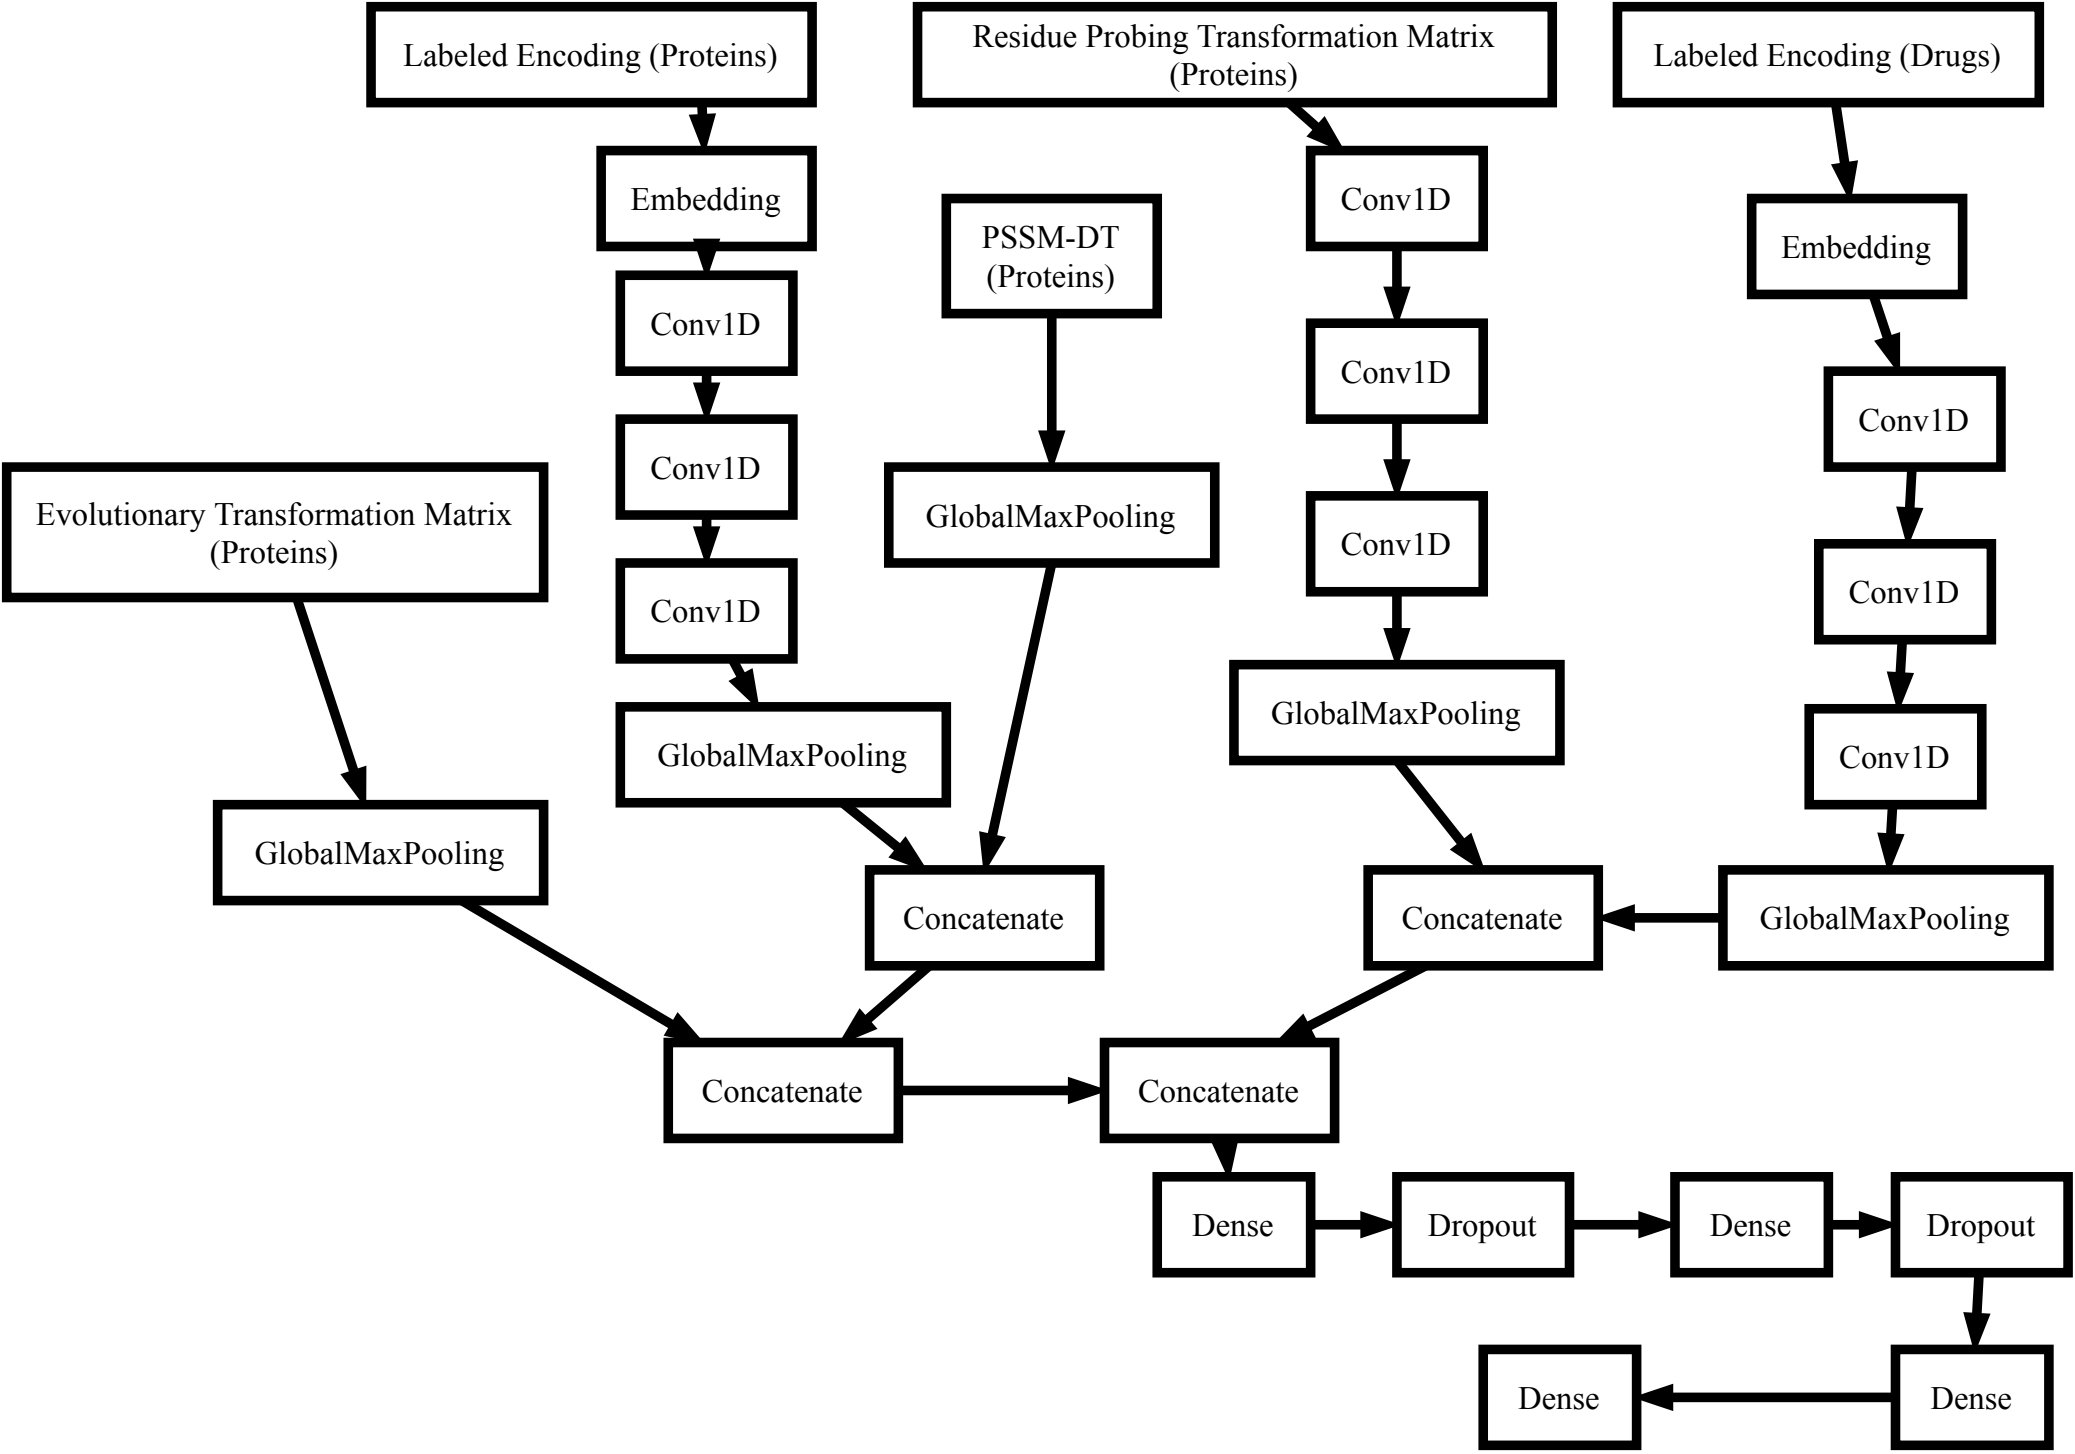 Labeled Encoding (Proteins)
Residue Probing Transformation Matrix
(Proteins)
Labeled Encoding (Drugs)
Embedding
Conv1D
PSSM-DT
(Proteins)
Embedding
Conv1D
Conv1D
Conv1D
Conv1D
Evolutionary Transformation Matrix
(Proteins)
GlobalMaxPooling
Conv1D
Conv1D
Conv1D
GlobalMaxPooling
GlobalMaxPooling
Conv1D
GlobalMaxPooling
Concatenate
Concatenate
GlobalMaxPooling
Concatenate
Concatenate
Dense
Dropout
Dense
Dropout
Dense
Dense